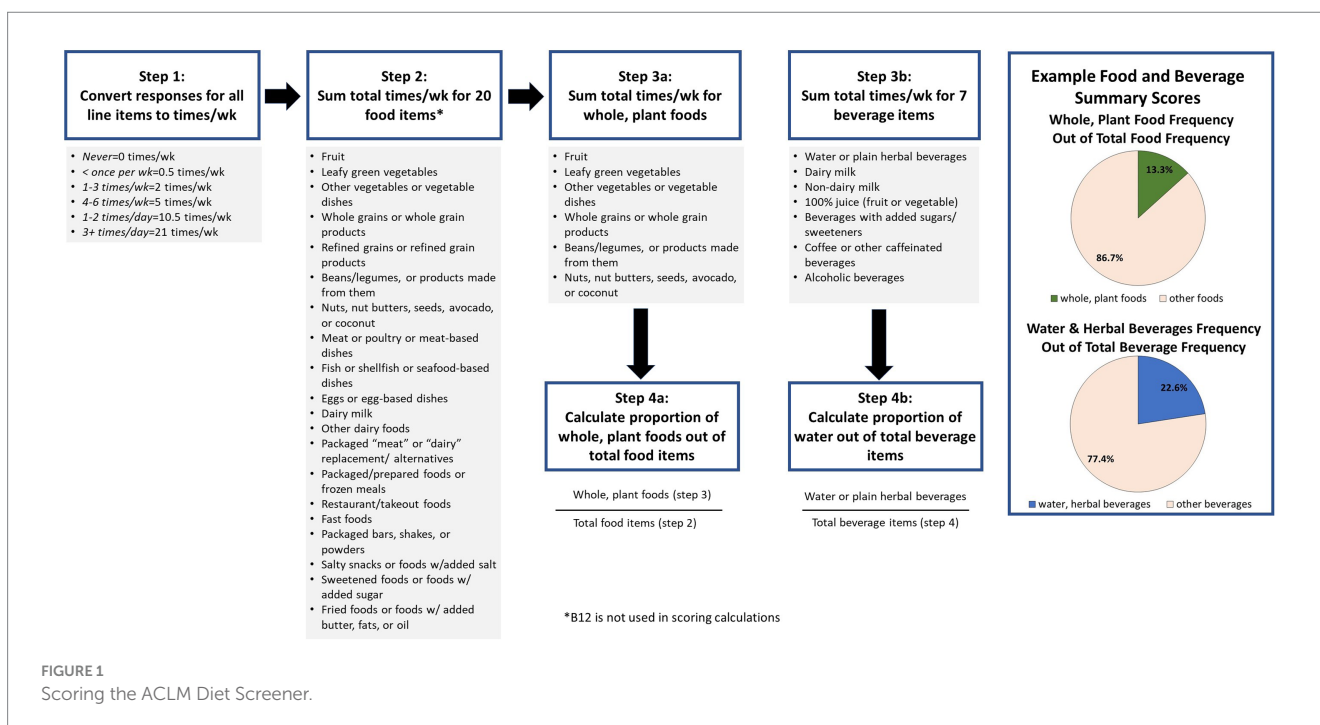 Step 1:
Convert responses for all
line items to times/wk
• Never=0 times/wk
• < once per wk=0.5 times/wk
• 1-3 times/wk=2 times/wk
• 4-6 times/wk=5 times/wk
• 1-2 times/day=10.5 times/wk
• 3+ times/day=21 times/wk
Step 2:
Sum total times/wk for 20
food items*
• Fruit
• Leafy green vegetables
• Other vegetables or vegetable
dishes
• Whole grains or whole grain
products
• Refined grains or refined grain
products
• Beans/legumes, or products made
from them
• Nuts, nut butters, seeds, avocado,
or coconut
• Meat or poultry or meat-based
dishes
• Fish or shellfish or seafood-based
dishes
• Eggs or egg-based dishes
• Dairy milk
• Other dairy foods
• Packaged “meat” or “dairy”
replacement/ alternatives
• Packaged/prepared foods or
frozen meals
• Restaurant/takeout foods
• Fast foods
• Packaged bars, shakes, or
powders
• Salty snacks or foods w/added salt
• Sweetened foods or foods w/
added sugar
• Fried foods or foods w/ added
butter, fats, or oil
Step 3a:
Sum total times/wk for
whole, plant foods
• Fruit
• Leafy green vegetables
• Other vegetables or vegetable
dishes
• Whole grains or whole grain
products
• Beans/legumes, or products made
from them
• Nuts, nut butters, seeds, avocado,
or coconut
Step 4a:
Calculate proportion of
whole, plant foods out of
total food items
Whole, plant foods (step 3)
Total food items (step 2)
Step 3b:
Sum total times/wk for 7
beverage items
• Water or plain herbal beverages
• Dairy milk
• Non-dairy milk
• 100% juice (fruit or vegetable)
• Beverages with added sugars/
sweeteners
• Coffee or other caffeinated
beverages
• Alcoholic beverages
Step 4b:
Calculate proportion of
water out of total beverage
items
Water or plain herbal beverages
Total beverage items (step 4)
*B12 is not used in scoring calculations
Example Food and Beverage
Summary Scores
Whole, Plant Food Frequency
Out of Total Food Frequency
13.3%
86.7%
whole, plant foods other foods
Water & Herbal Beverages Frequency
Out of Total Beverage Frequency
22.6%
77.4%
water, herbal beverages other beverages
FIGURE 1
Scoring the ACLM Diet Screener.